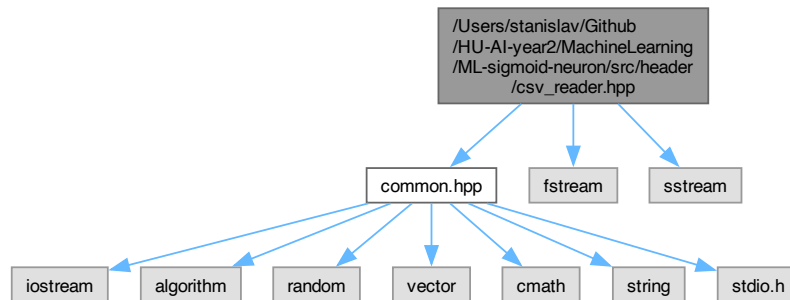 /Users/stanislav/Github
/HU-AI-year2/MachineLearning
/ML-sigmoid-neuron/src/header
/csv_reader.hpp
common.hpp
fstream
sstream
iostream
algorithm
random
vector
cmath
string
stdio.h